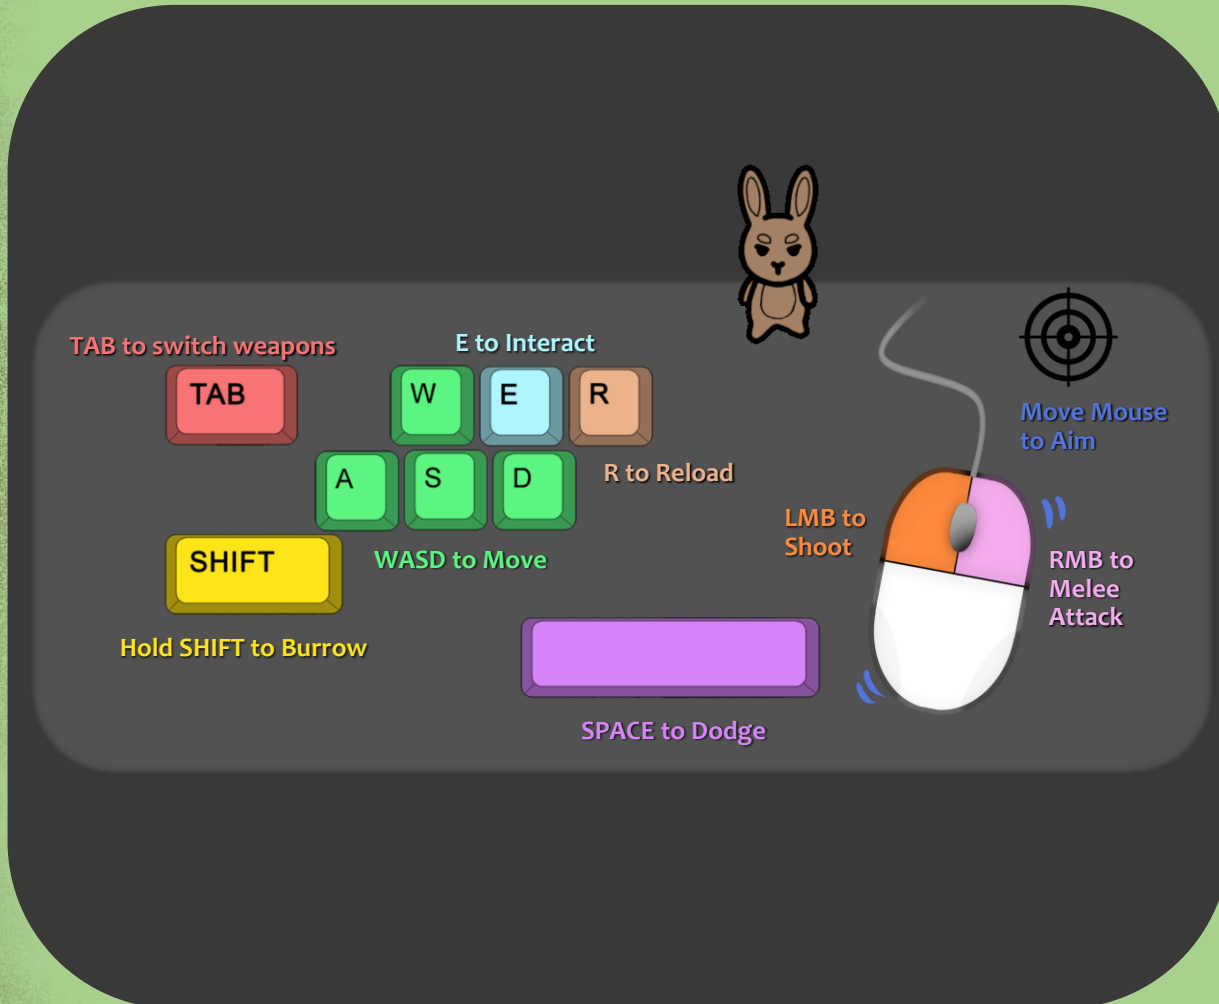 TAB to switch weapons
E to Interact
TAB
W
E
R
Move Mouse
to Aim
A
S
D
R to Reload
LMB to
Shoot
SHIFT
WASD to Move
RMB to
Melee
Attack
Hold SHIFT to Burrow
SPACE to Dodge